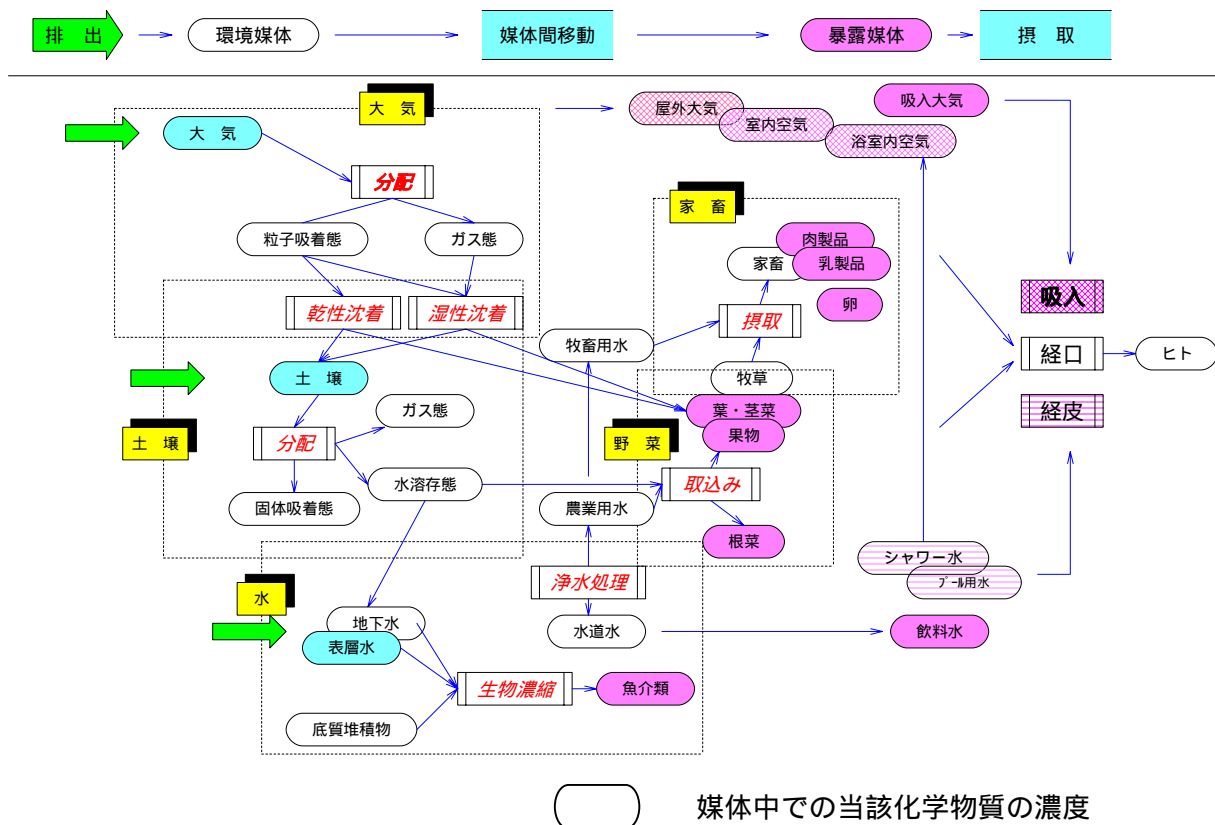 排 出
環境媒体
媒体間移動
暴露媒体
摂 取
大 気
屋外大気
室内空気
浴室内空気
吸入大気
大 気
分配
家 畜
粒子吸着態
ガス態
肉製品
家畜
乳製品
卵
吸入
乾性沈着
湿性沈着
摂取
牧畜用水
経口
ヒト
土 壌
牧草
葉・茎菜
経皮
ガス態
果物
土 壌
分配
野 菜
水溶存態
取込み
固体吸着態
農業用水
根菜
シャワー水
プール用水
浄水処理
水
地下水
水道水
飲料水
表層水
生物濃縮
魚介類
底質堆積物
媒体中での当該化学物質の濃度